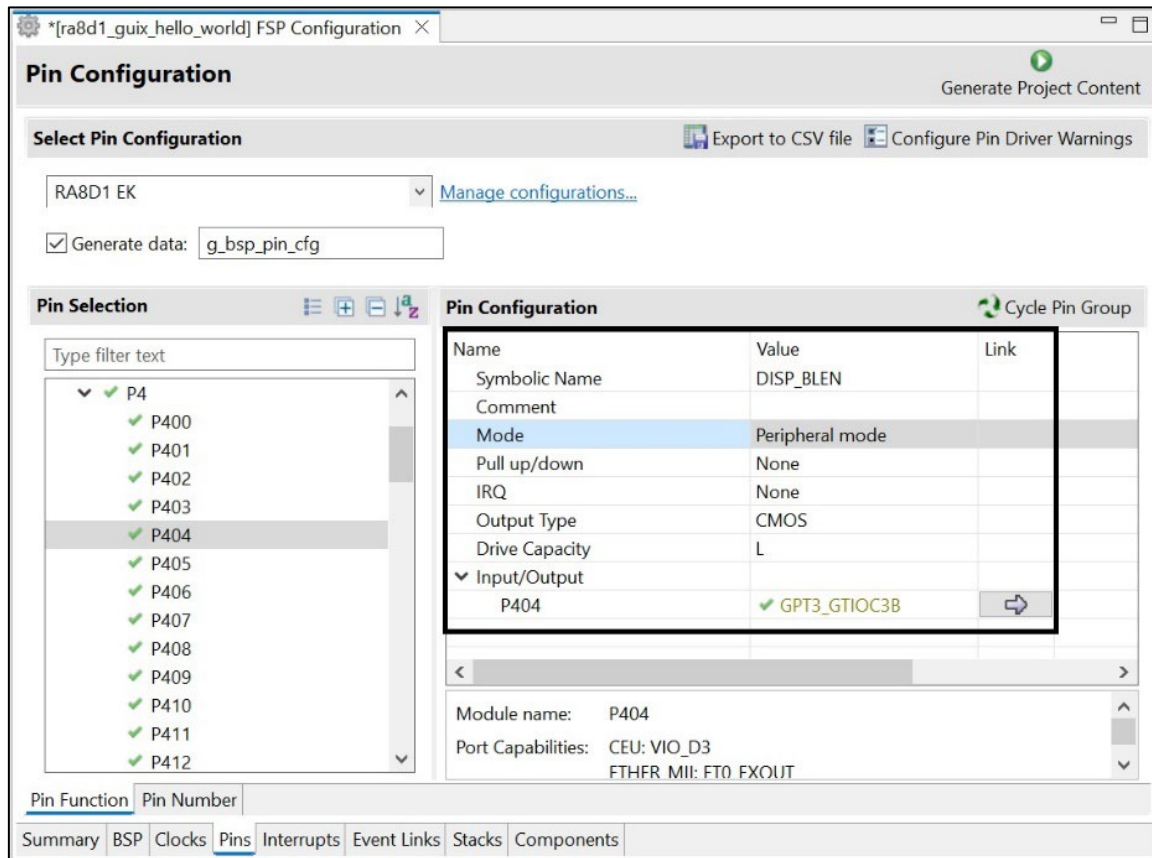 *[ra8d1_guix_hello_world] FSP Configuration
Pin Configuration
Generate Project Content
Select Pin Configuration
Export to CSV file
Configure Pin Driver Warnings
RA8D1 EK
Manage configurations...
Generate data: g_bsp_pin_cfg
Pin Selection
Type filter text
P4
P400
P401
P402
P403
P404
P405
P406
P407
P408
P409
P410
P411
P412
Pin Configuration
Cycle Pin Group
Name Value Link
Symbolic Name DISP_BLEN
Comment
Mode Peripheral mode
Pull up/down None
IRQ None
Output Type CMOS
Drive Capacity L
Input/Output
P404 GPT3_GTIOC3B
Module name: P404
Port Capabilities: CEU: VIO_D3
ETHER_MII: ET0_EXOUT
Pin Function Pin Number
Summary BSP Clocks Pins Interrupts Event Links Stacks Components